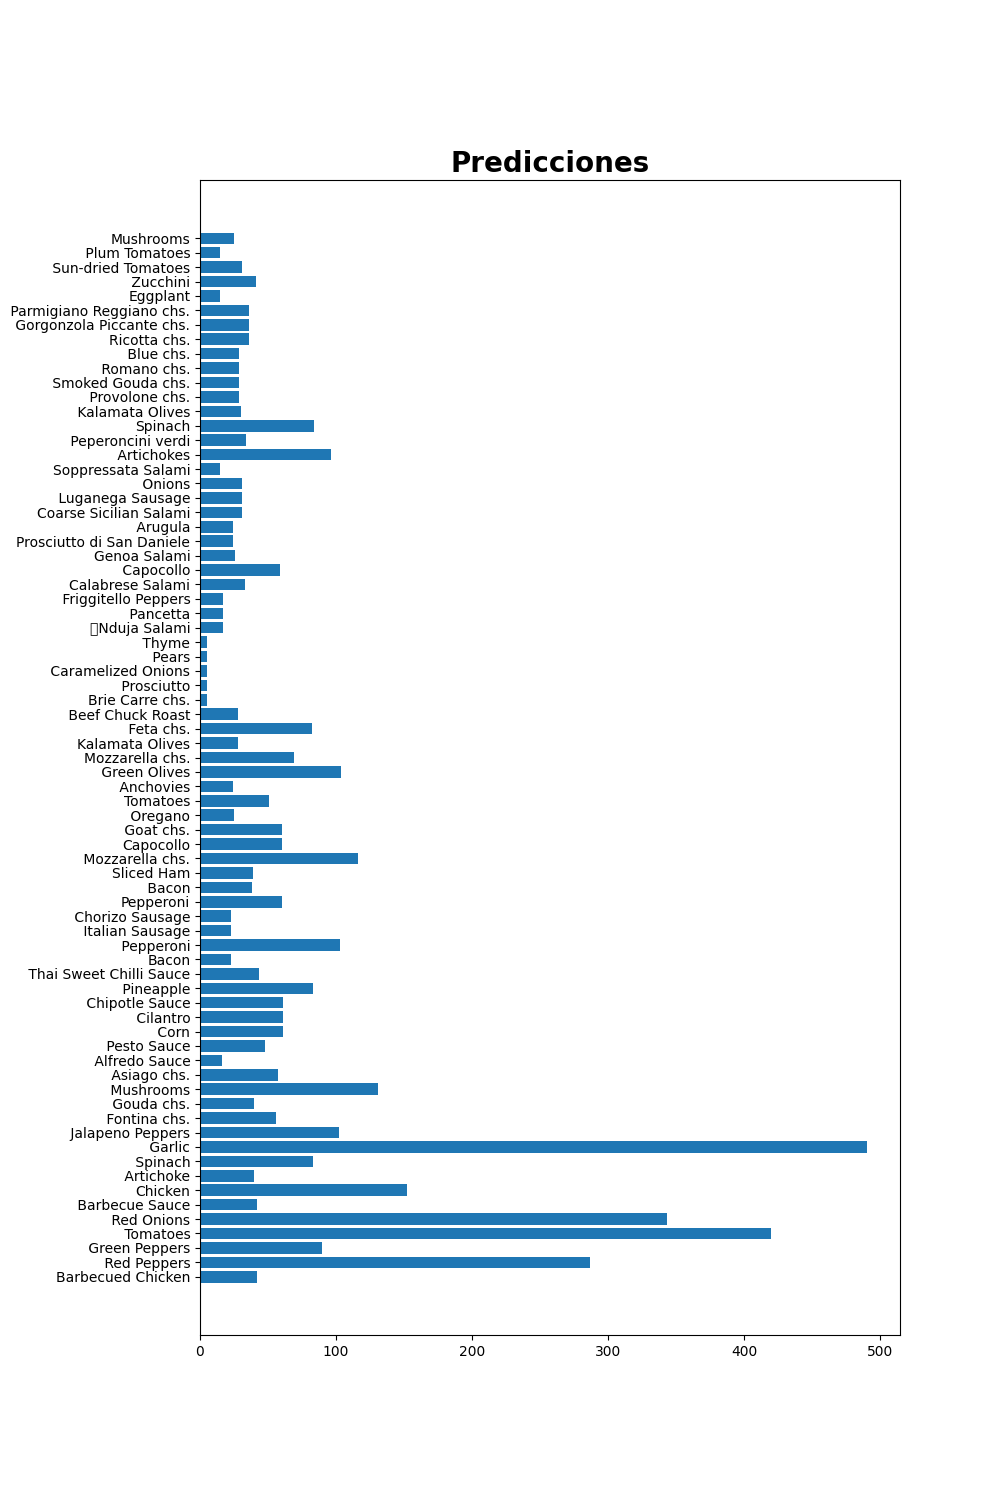 Predicciones
Mushrooms
Plum Tomatoes
Sun-dried Tomatoes
Zucchini
Eggplant
Parmigiano Reggiano chs.
Gorgonzola Piccante chs.
Ricotta chs.
Blue chs.
Romano chs.
Smoked Gouda chs.
Provolone chs.
Kalamata Olives
Spinach
Peperoncini verdi
Artichokes
Soppressata Salami
Onions
Luganega Sausage
Coarse Sicilian Salami
Arugula
Prosciutto di San Daniele
Genoa Salami
Capocollo
Calabrese Salami
Friggitello Peppers
Pancetta
Nduja Salami
Thyme
Pears
Caramelized Onions
Prosciutto
Brie Carre chs.
Beef Chuck Roast
Feta chs.
Kalamata Olives
Mozzarella chs.
Green Olives
Anchovies
Tomatoes
Oregano
Goat chs.
Capocollo
Mozzarella chs.
Sliced Ham
Bacon
Pepperoni
Chorizo Sausage
Italian Sausage
Pepperoni
Bacon
Thai Sweet Chilli Sauce
Pineapple
Chipotle Sauce
Cilantro
Corn
Pesto Sauce
Alfredo Sauce
Asiago chs.
Mushrooms
Gouda chs.
Fontina chs.
Jalapeno Peppers
Garlic
Spinach
Artichoke
Chicken
Barbecue Sauce
Red Onions
Tomatoes
Green Peppers
Red Peppers
Barbecued Chicken
0 100 200 300 400 500